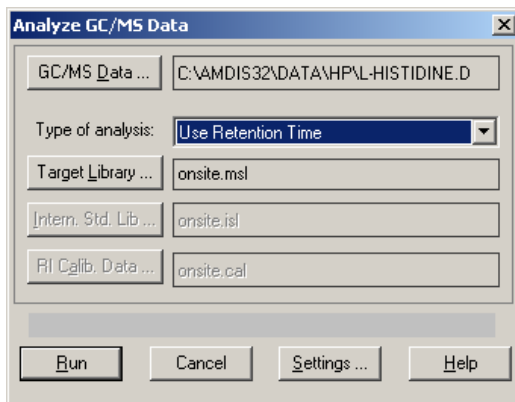 Analyze GC/MS Data
GC/MS Data ... C:\AMDIS32\DATA\HP\L-HISTIDINE.D
Type of analysis: Use Retention Time
Target Library ... onsite.msl
Intern. Std. Lib ... onsite.isl
RI Calib. Data ... onsite.cal
Run Cancel Settings ... Help